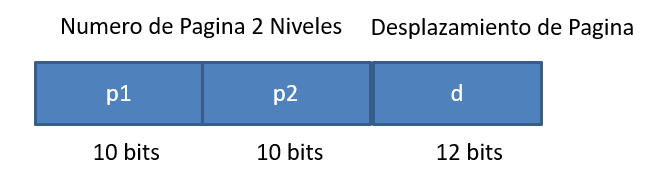 Numero de Pagina 2 Niveles
Desplazamiento de Pagina
p1
p2
d
10 bits
10 bits
12 bits